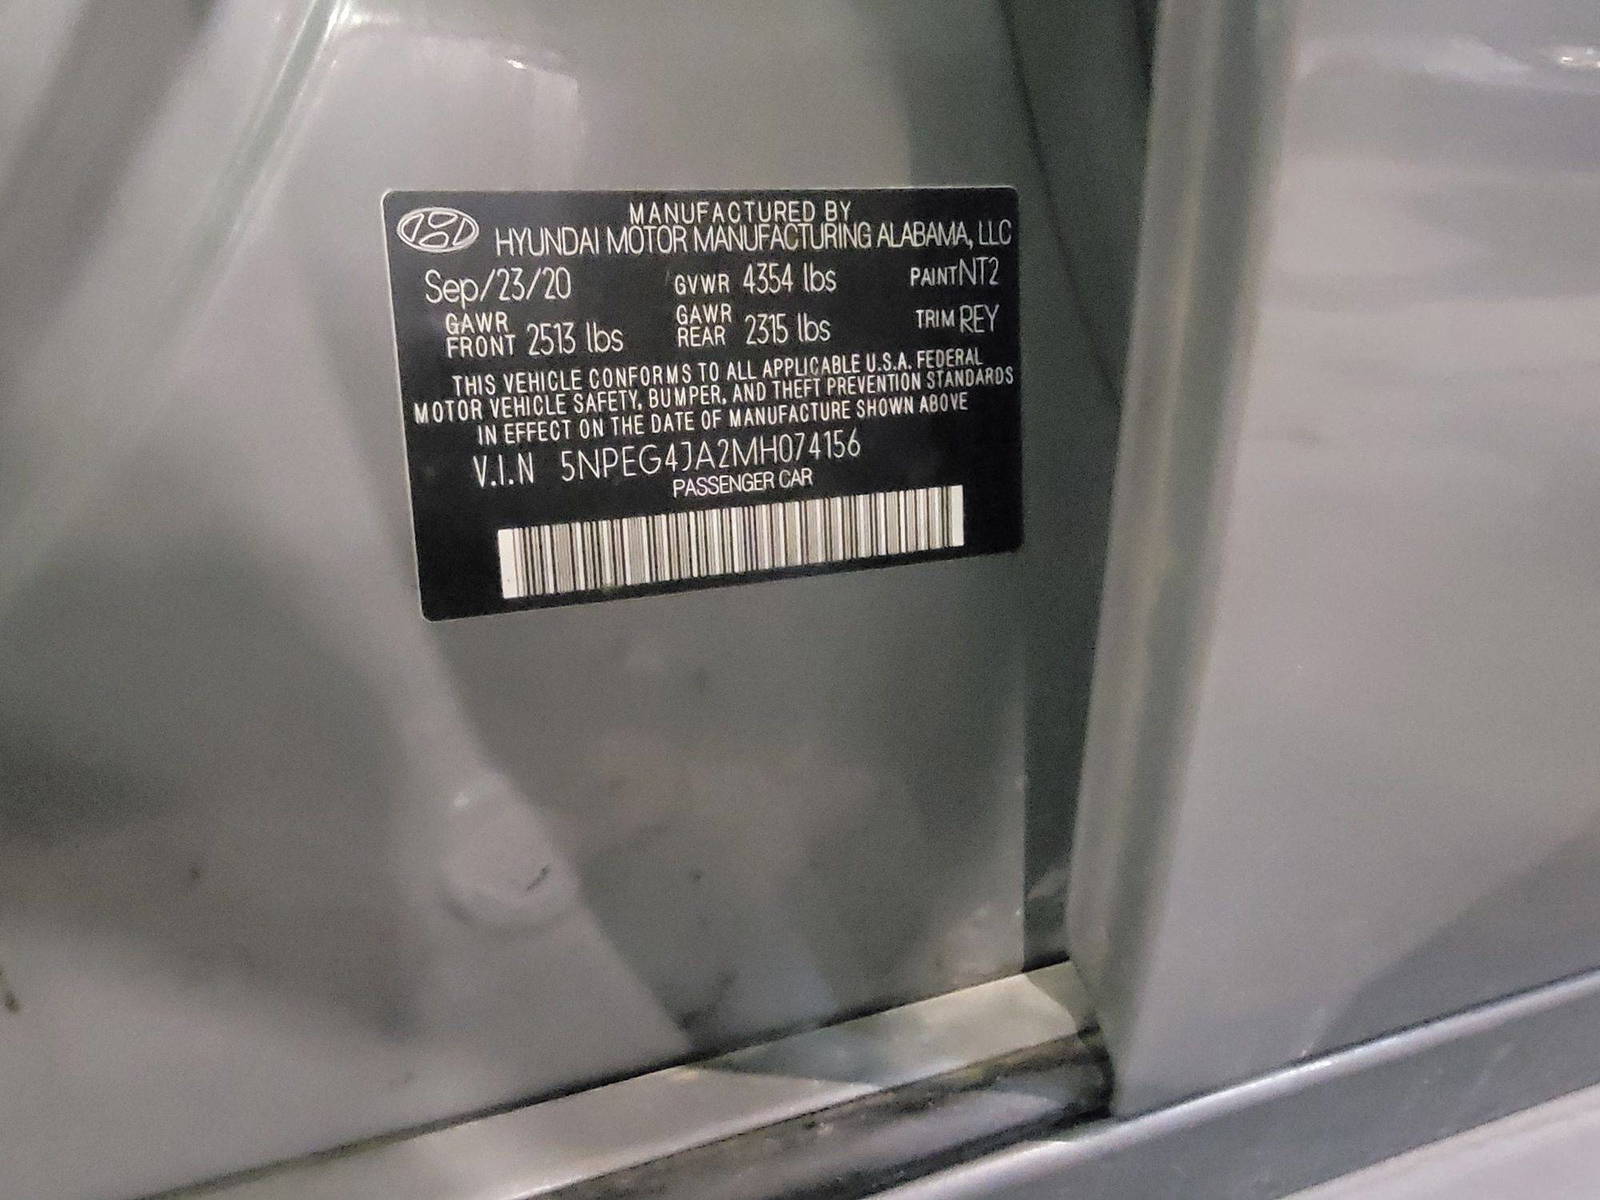 MANUFACTURED BY
HYUNDAI MOTOR MANUFACTURING ALABAMA, LLC
Sep/23/20 GVWR 4354 lbs PAINT NT2
GAWR FRONT 2513 lbs GAWR REAR 2315 lbs TRIM REY
THIS VEHICLE CONFORMS TO ALL APPLICABLE U.S.A. FEDERAL
MOTOR VEHICLE SAFETY, BUMPER, AND THEFT PREVENTION STANDARDS
IN EFFECT ON THE DATE OF MANUFACTURE SHOWN ABOVE
V.I.N 5NPEG4JA2MH074156
PASSENGER CAR